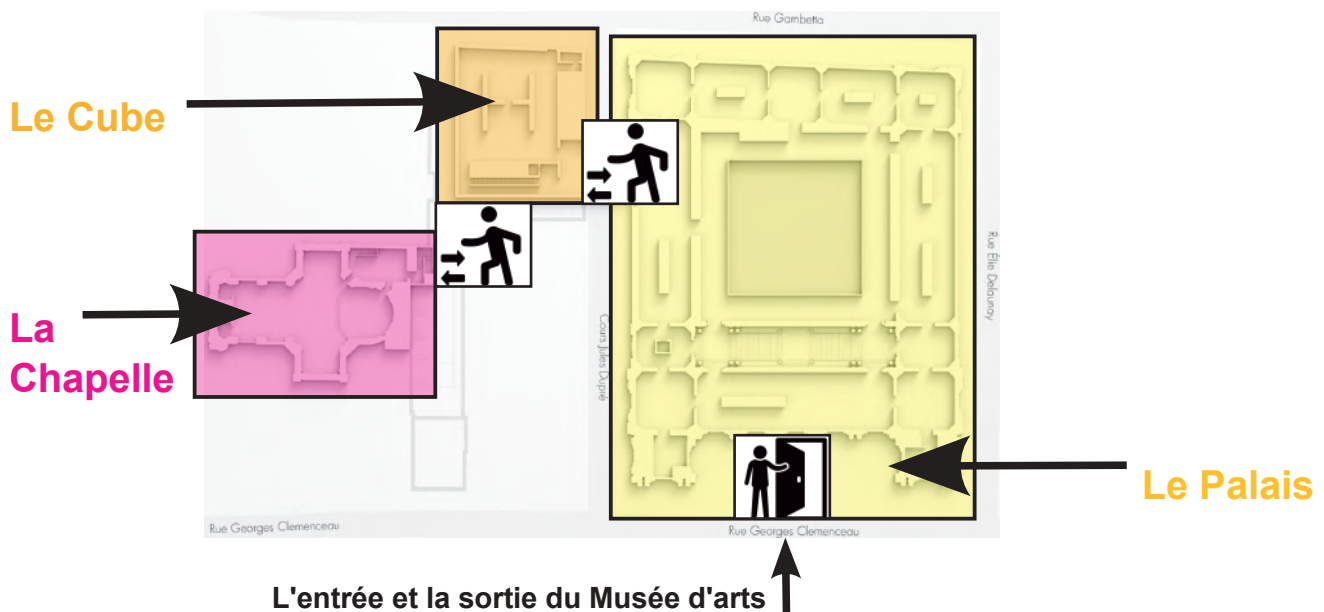 Rue Gambetta
Le Cube
Rue Élie Delaunay
La
Chapelle
Cours Jules Dupré
Le Palais
Rue Georges Clemenceau
Rue Georges Clemenceau
L'entrée et la sortie du Musée d'arts